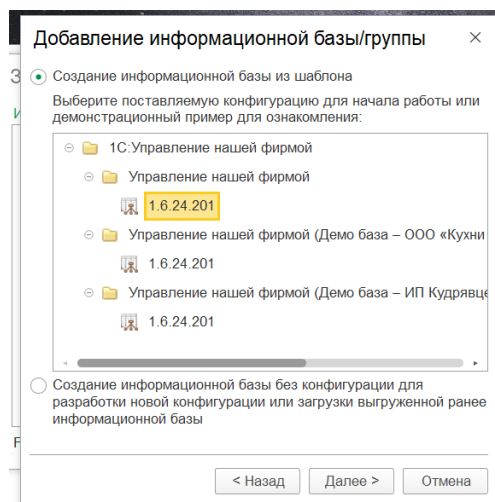 Добавление информационной базы/группы
Создание информационной базы из шаблона
Выберите поставляемую конфигурацию для начала работы или
демонстрационный пример для ознакомления:
1С:Управление нашей фирмой
Управление нашей фирмой
1.6.24.201
Управление нашей фирмой (Демо база – ООО «Кухни
1.6.24.201
Управление нашей фирмой (Демо база – ИП Кудрявце
1.6.24.201
Создание информационной базы без конфигурации для
разработки новой конфигурации или загрузки выгруженной ранее
информационной базы
< Назад
Далее >
Отмена